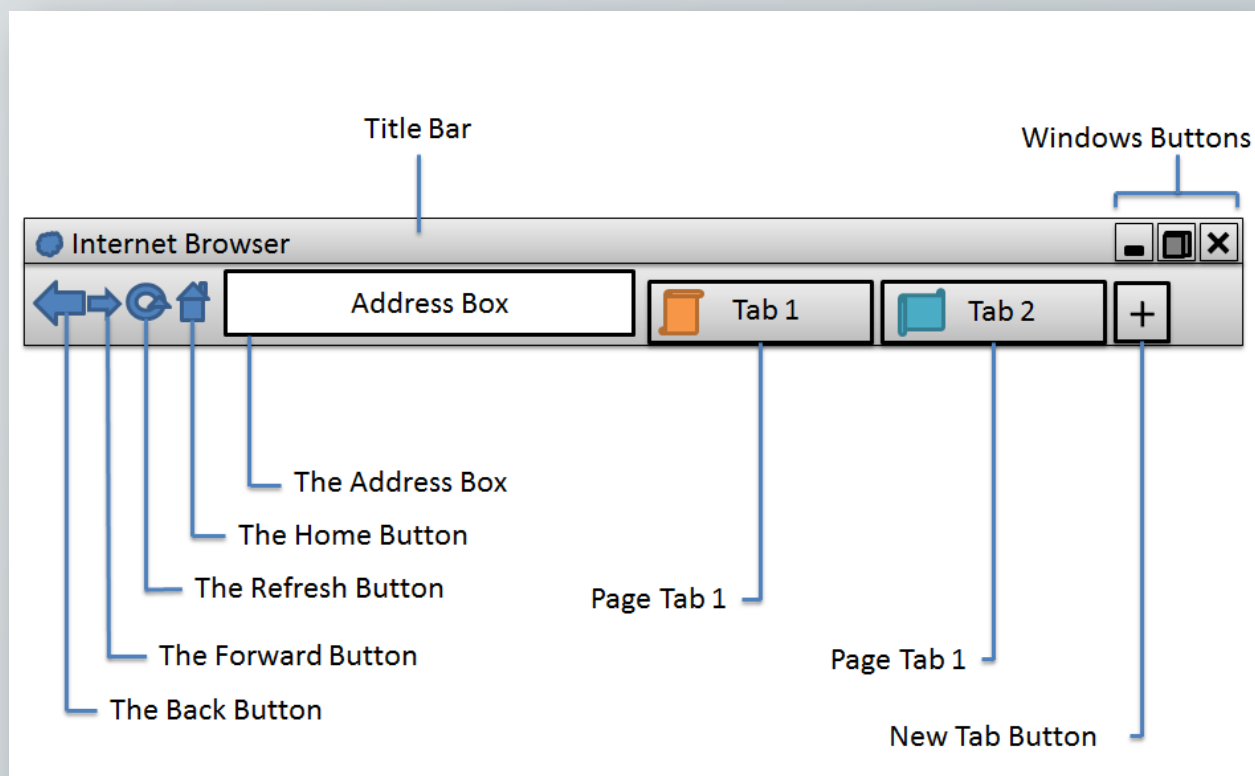 Title Bar
Windows Buttons
Internet Browser
Address Box
Tab 1
Tab 2
+
The Address Box
The Home Button
The Refresh Button
Page Tab 1
The Forward Button
Page Tab 1
The Back Button
New Tab Button